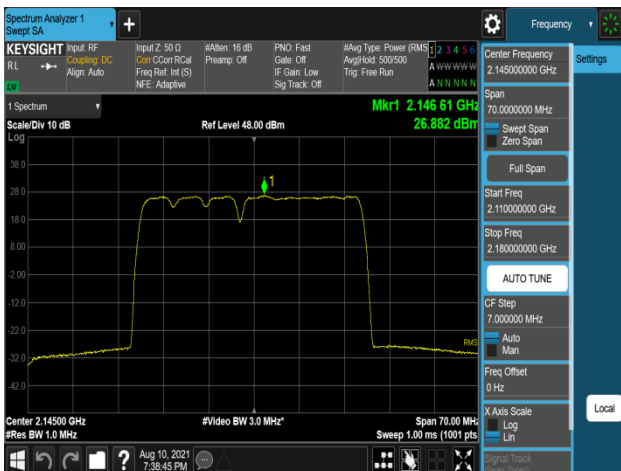 Spectrum Analyzer 1
Swept SA
+
Frequency
KEYSIGHT
RL
Input: RF
Coupling: DC
Align: Auto
Input Z: 50 Ω
Corr CCorr RCal
Freq Ref: Int (S)
NFE: Adaptive
#Atten: 16 dB
Preamp: Off
PNO: Fast
Gate: Off
IF Gain: Low
Sig Track: Off
#Avg Type: Power (RMS
Avg|Hold: 500/500
Trig: Free Run
1 2 3 4 5 6
A W W W W W
A N N N N N
1 Spectrum
Scale/Div 10 dB
Log
Ref Level 48.00 dBm
Mkr1 2.146 61 GHz
26.882 dBm
38.0
28.0
18.0
8.00
-2.00
-12.0
-22.0
-32.0
-42.0
1
RMS
Center 2.14500 GHz
#Res BW 1.0 MHz
#Video BW 3.0 MHz*
Span 70.00 MHz
Sweep 1.00 ms (1001 pts
Center Frequency
2.145000000 GHz
Settings
Span
70.0000000 MHz
Swept Span
Zero Span
Full Span
Start Freq
2.110000000 GHz
Stop Freq
2.180000000 GHz
AUTO TUNE
CF Step
7.000000 MHz
Auto
Man
Freq Offset
0 Hz
X Axis Scale
Log
Lin
Local
Signal Track
?
Aug 10, 2021
7:38:45 PM